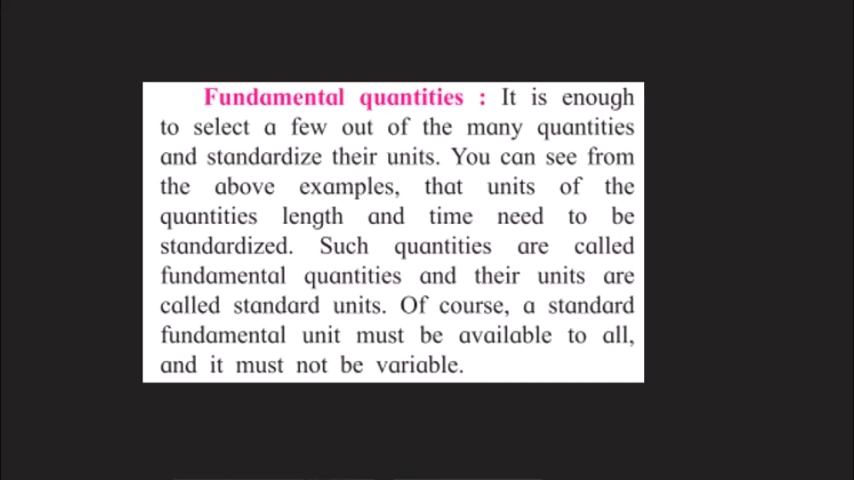 Fundamental quantities : It is enough
to select a few out of the many quantities
and standardize their units. You can see from
the above examples, that units of the
quantities length and time need to be
standardized. Such quantities are called
fundamental quantities and their units are
called standard units. Of course, a standard
fundamental unit must be available to all,
and it must not be variable.